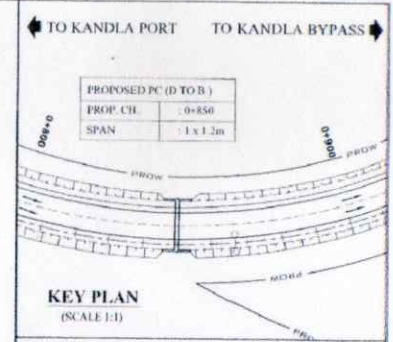 TO KANDLA PORT TO KANDLA BYPASS
PROPOSED PC (D TO B )
PROP. CH. : 0+850
SPAN : 1 x 1.2m
0+800
0+900
PROW
PROW
PROW
PRO
KEY PLAN
(SCALE 1:1)